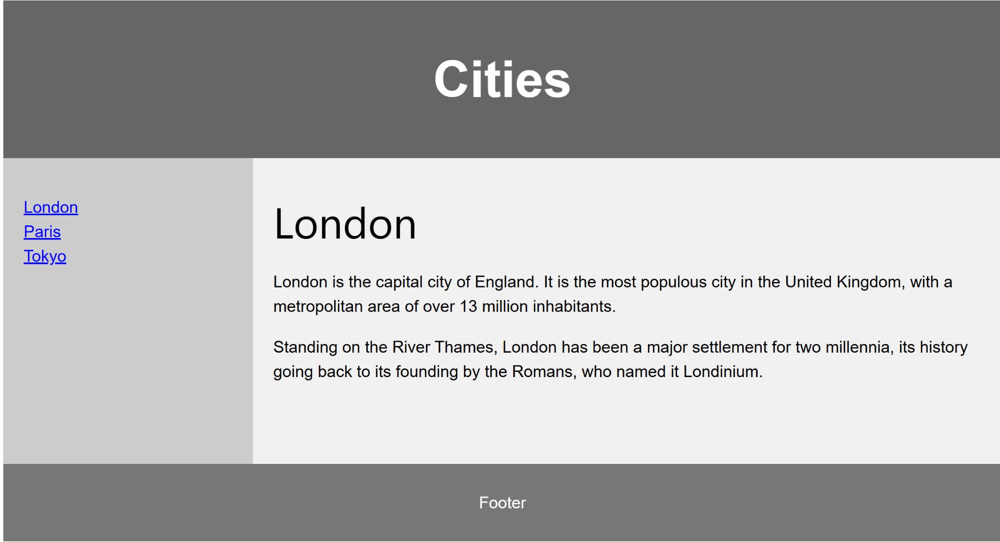 Cities
London
Paris
Tokyo
London
London is the capital city of England. It is the most populous city in the United Kingdom, with a
metropolitan area of over 13 million inhabitants.
Standing on the River Thames, London has been a major settlement for two millennia, its history
going back to its founding by the Romans, who named it Londinium.
Footer